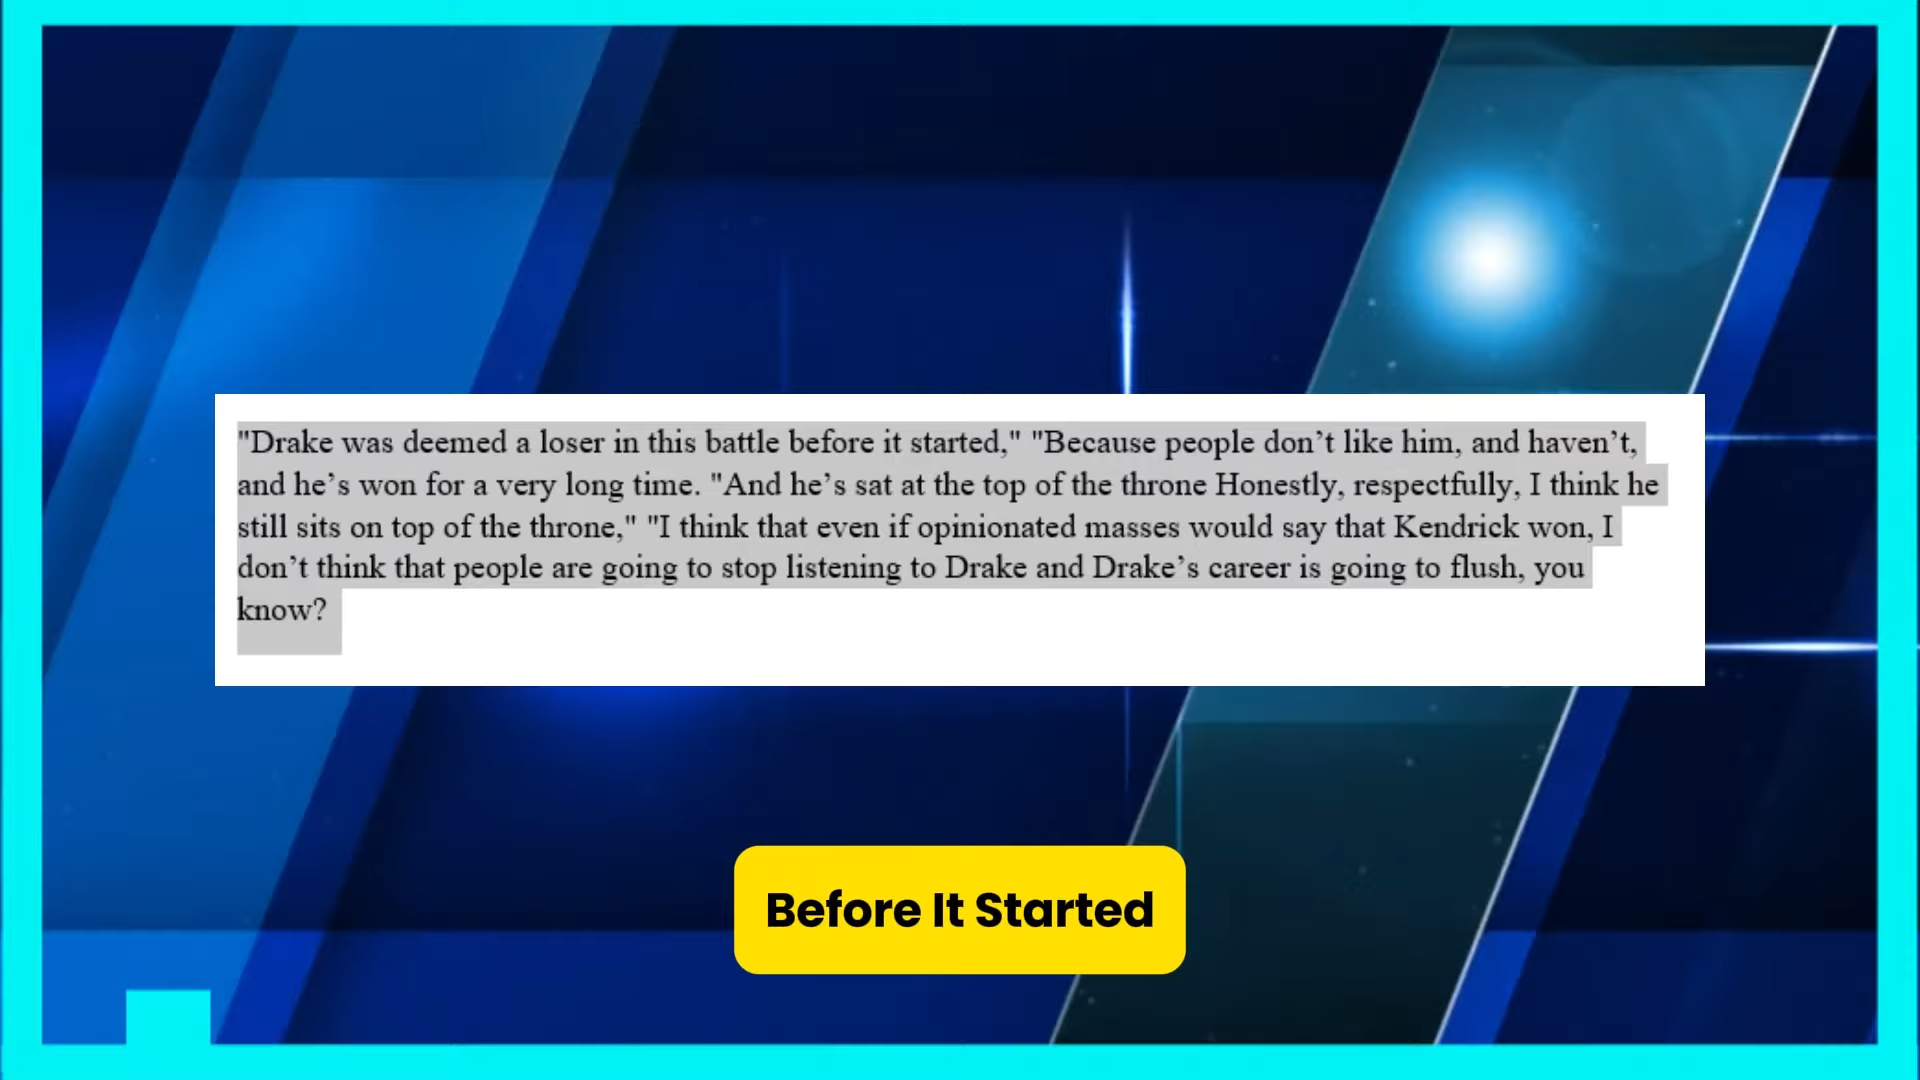 "Drake was deemed a loser in this battle before it started," "Because people don’t like him, and haven’t,
and he’s won for a very long time. "And he’s sat at the top of the throne Honestly, respectfully, I think he
still sits on top of the throne," "I think that even if opinionated masses would say that Kendrick won, I
don’t think that people are going to stop listening to Drake and Drake’s career is going to flush, you
know?
Before It Started